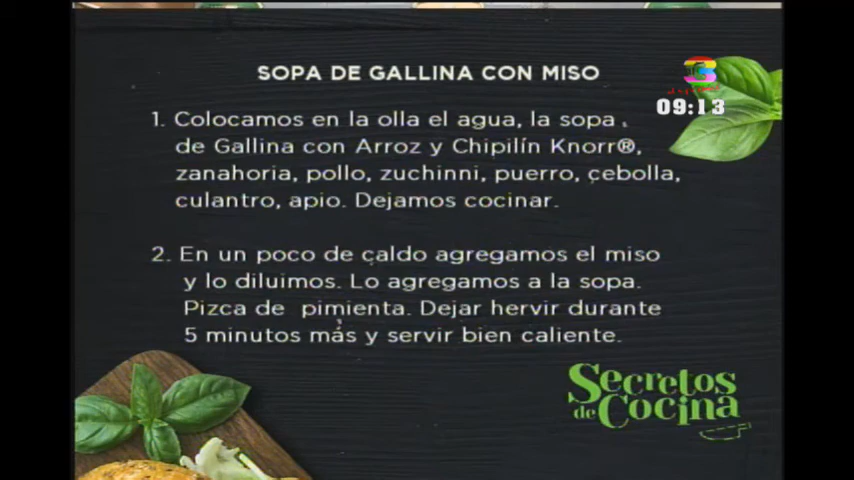 SOPA DE GALLINA CON MISO
09:13
1. Colocamos en la olla el agua, la sopa
de Gallina con Arroz y Chipilín Knorr®,
zanahoria, pollo, zuchinni, puerro, cebolla,
culantro, apio. Dejamos cocinar.
2. En un poco de caldo agregamos el miso
y lo diluimos. Lo agregamos a la sopa.
Pizca de pimienta. Dejar hervir durante
5 minutos más y servir bien caliente.
Secretos
de Cocina